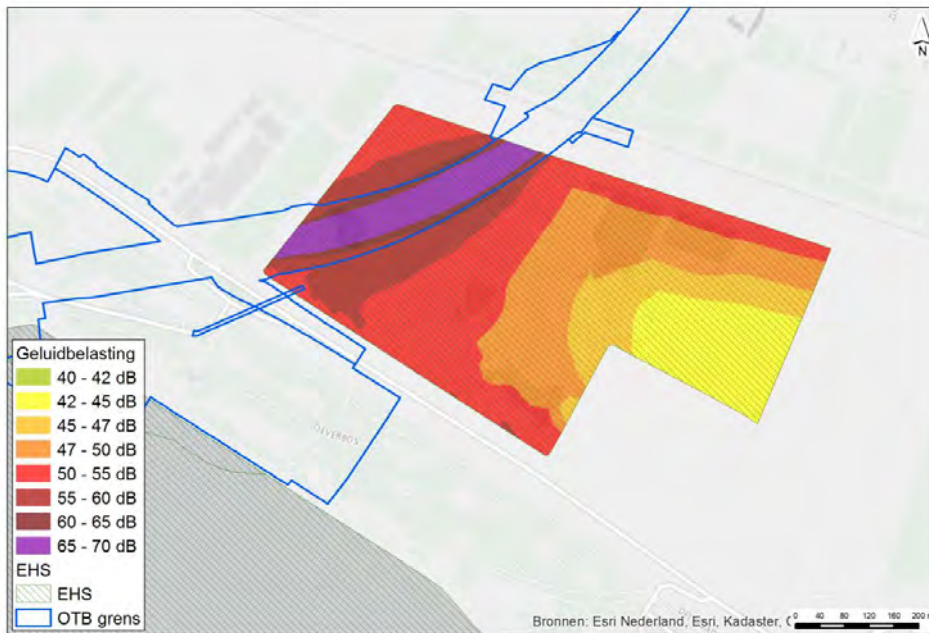 N
OEVERBOS
Geluidbelasting
40 - 42 dB
42 - 45 dB
45 - 47 dB
47 - 50 dB
50 - 55 dB
55 - 60 dB
60 - 65 dB
65 - 70 dB
EHS
EHS
OTB grens
Bronnen: Esri Nederland, Esri, Kadaster,
0 40 80 120 160 200